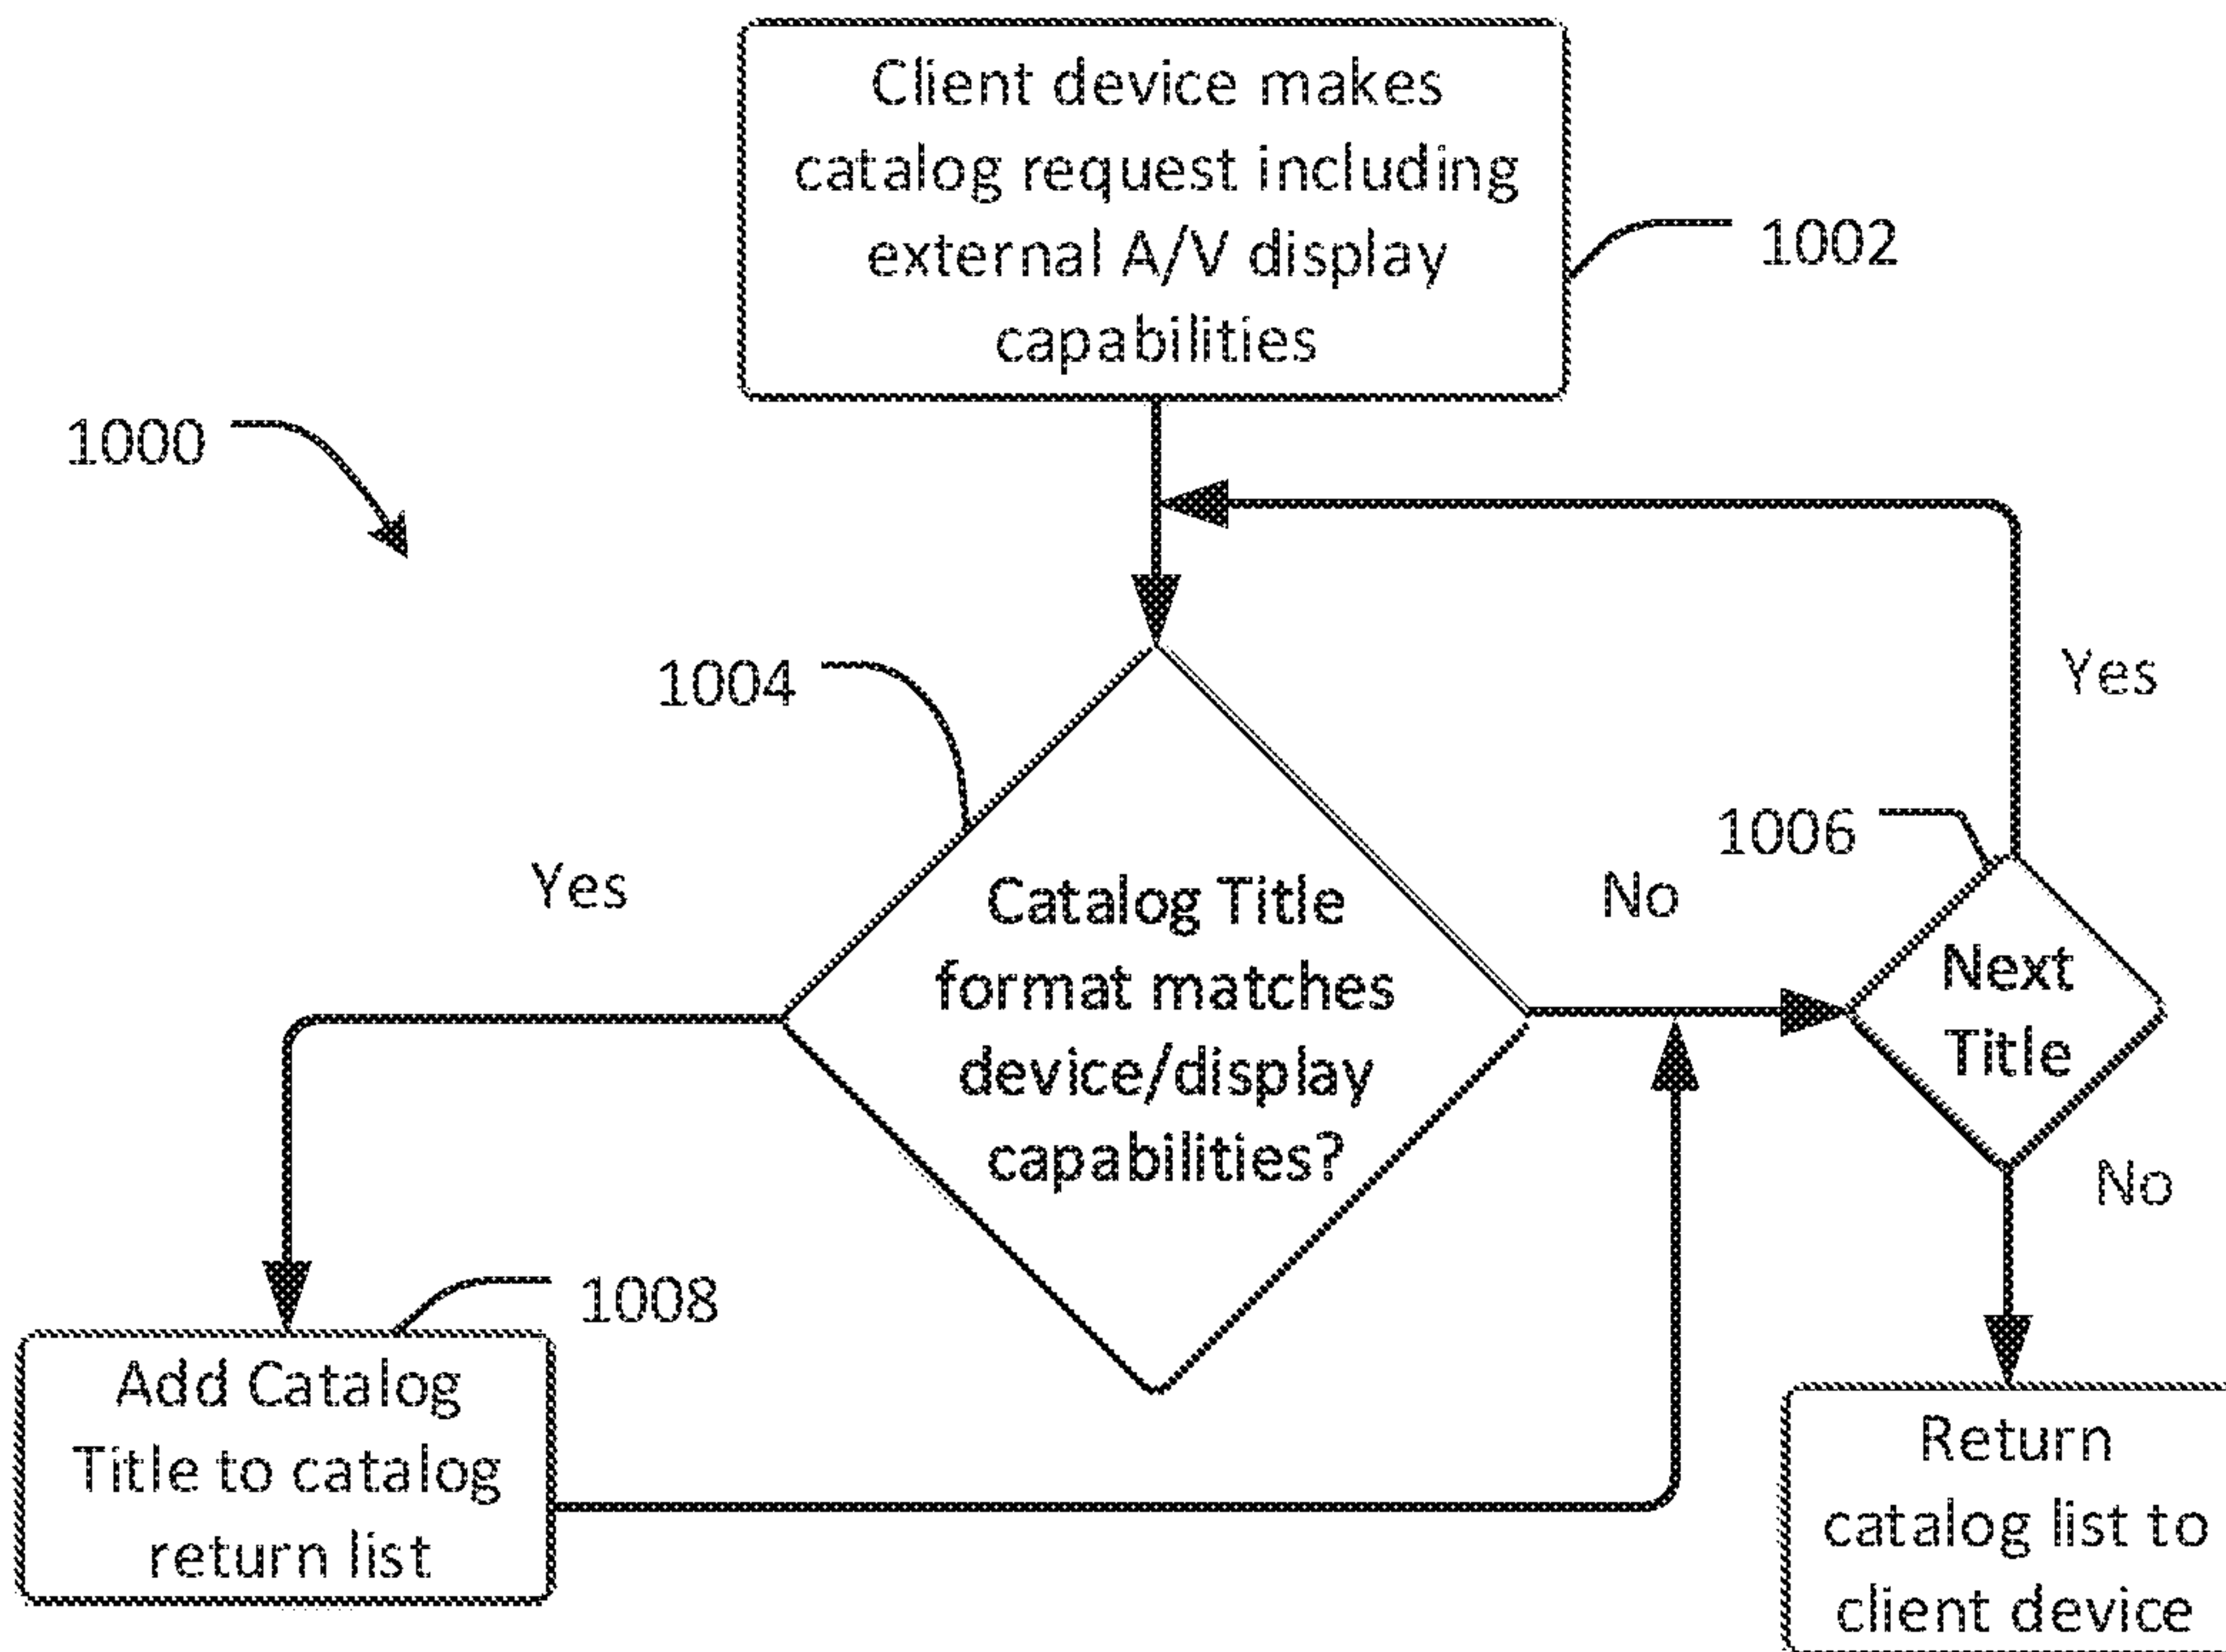 Client device makes
catalog request including
external A/V display
capabilities
1002
1000
1004
Yes
Yes
1006
Catalog Title
format matches
device/display
capabilities?
No
Next
Title
No
1008
Add Catalog
Title to catalog
return list
Return
catalog list to
client device